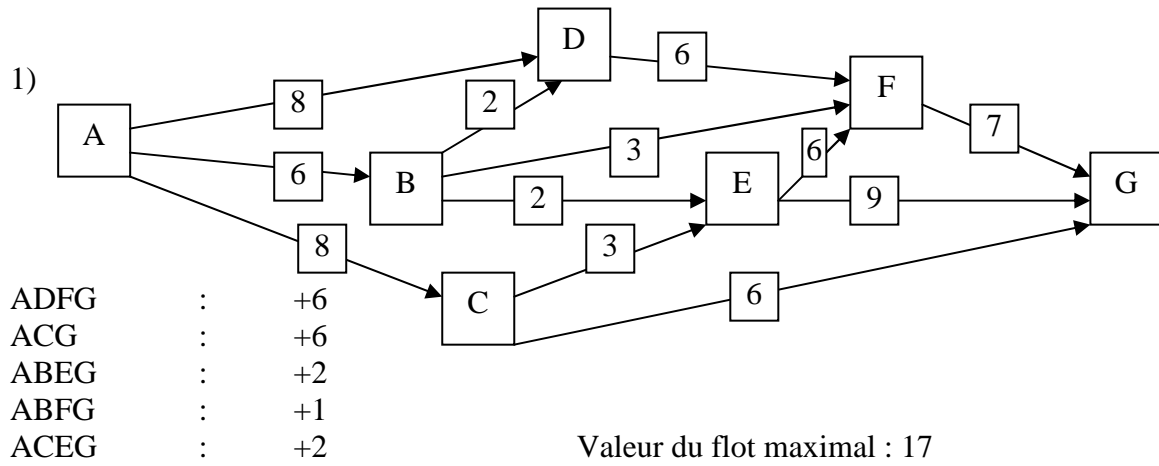 1)
D
6
F
8
2
7
A
3
6
6
B
2
E
9
G
8
3
C
6
ADFG : +6
ACG : +6
ABEG : +2
ABFG : +1
ACEG : +2 Valeur du flot maximal : 17